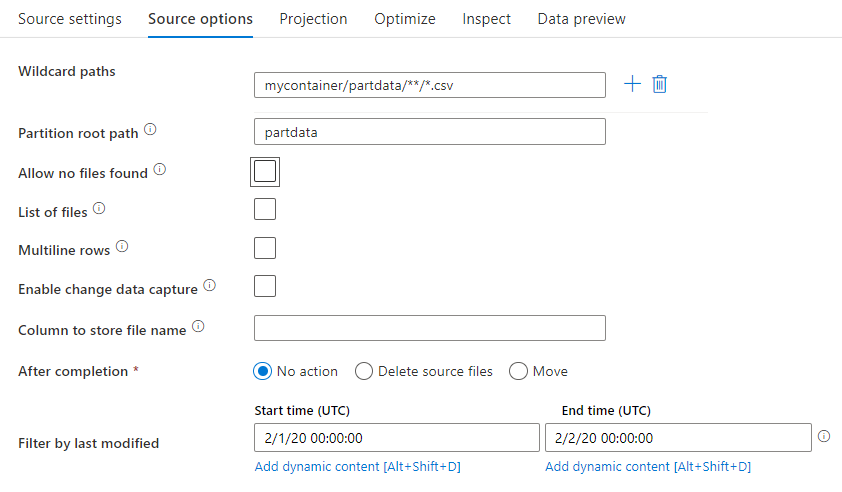 Source settings Source options Projection Optimize Inspect Data preview
Wildcard paths
mycontainer/partdata/**/*.csv
Partition root path
partdata
Allow no files found
List of files
Multiline rows
Enable change data capture
Column to store file name
After completion * No action Delete source files Move
Start time (UTC) End time (UTC)
Filter by last modified 2/1/20 00:00:00 2/2/20 00:00:00
Add dynamic content [Alt+Shift+D] Add dynamic content [Alt+Shift+D]